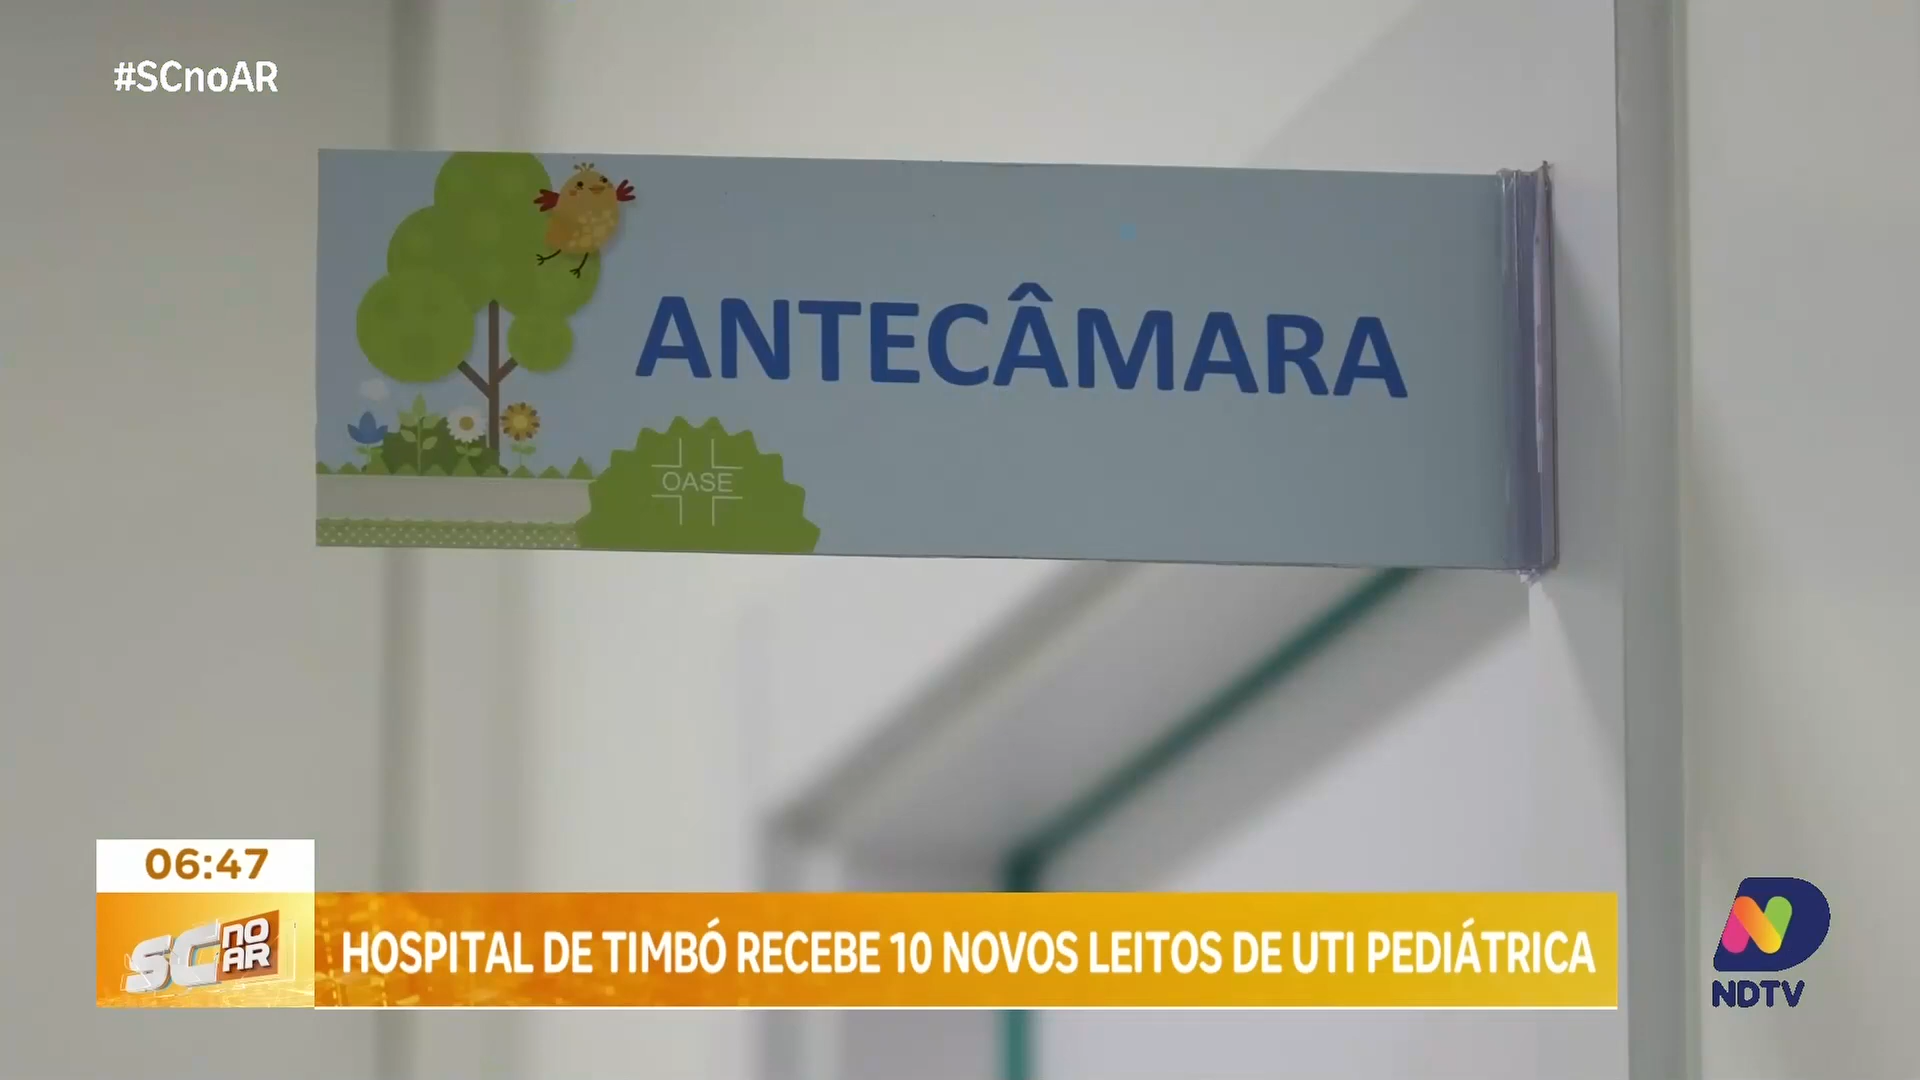 #SCnoAR
ANTECÂMARA
OASE
06:47
SC NO AR
HOSPITAL DE TIMBÓ RECEBE 10 NOVOS LEITOS DE UTI PEDIÁTRICA
NDTV